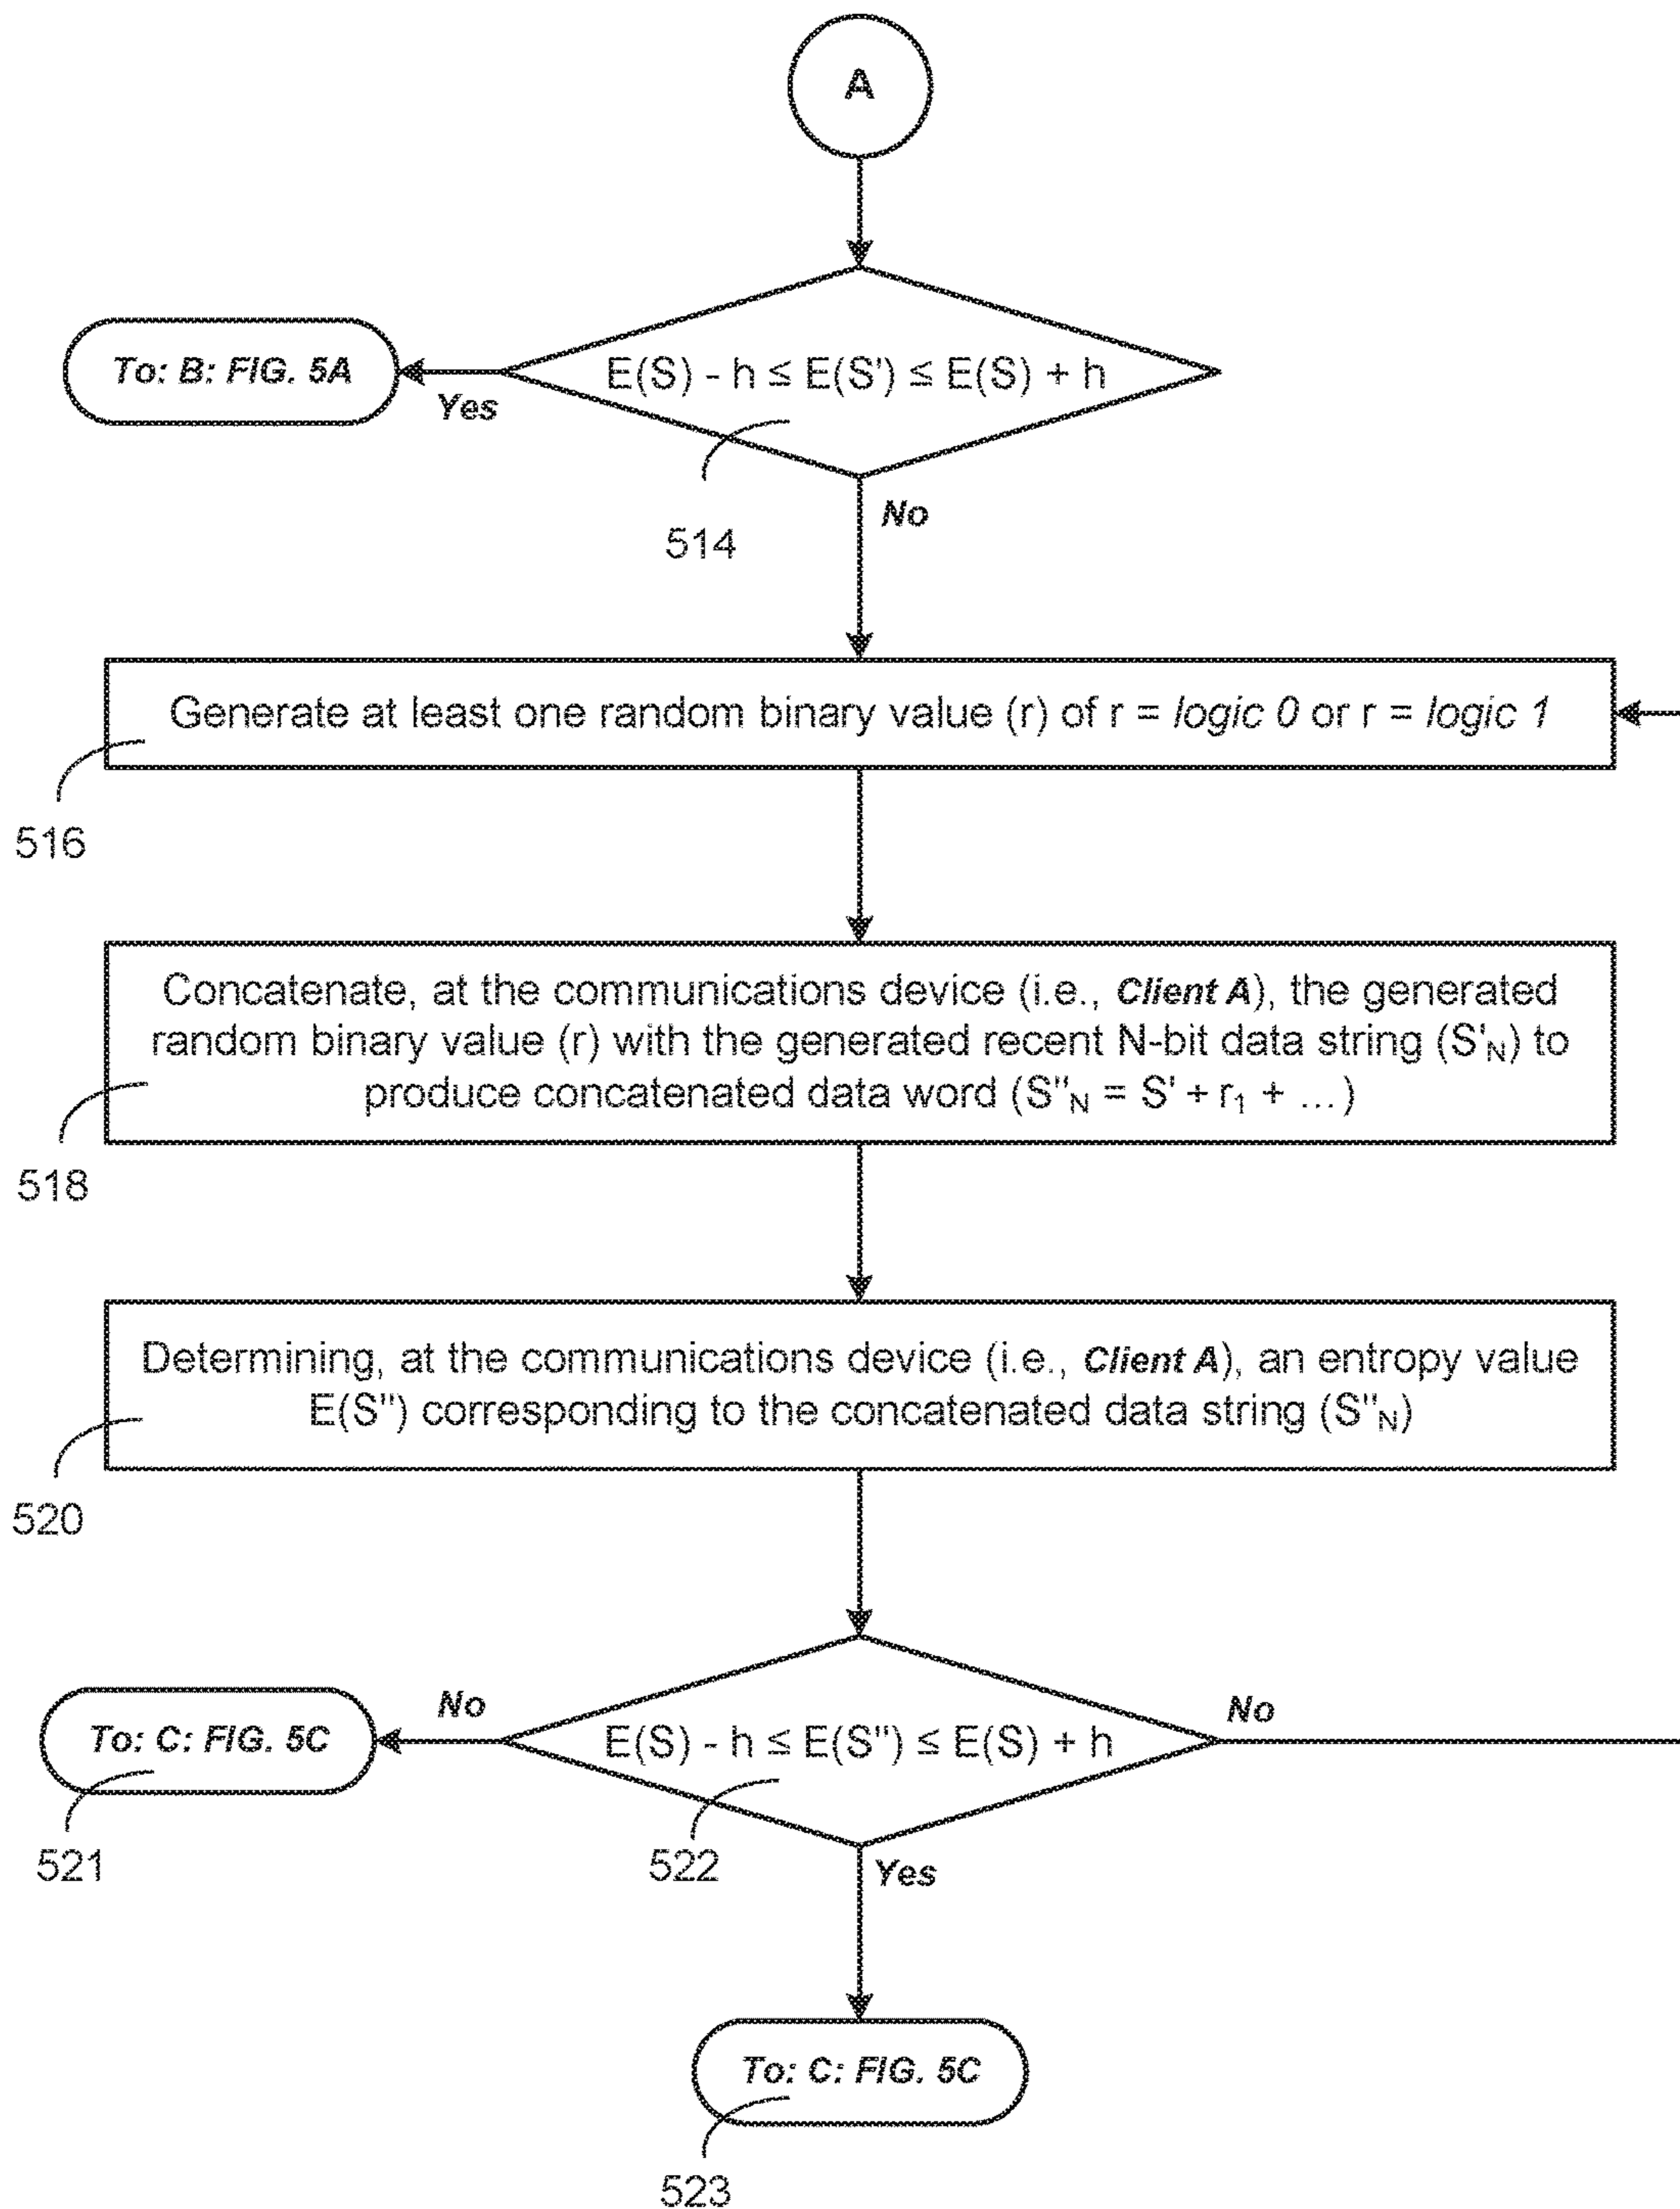 A
E(S) - h ≤ E(S') ≤ E(S) + h
To: B: FIG. 5A
Yes
No
514
Generate at least one random binary value (r) of r = logic 0 or r = logic 1
516
Concatenate, at the communications device (i.e., Client A), the generated
random binary value (r) with the generated recent N-bit data string (S'N) to
produce concatenated data word (S''N = S' + r1 + ...)
518
Determining, at the communications device (i.e., Client A), an entropy value
E(S'') corresponding to the concatenated data string (S''N)
520
To: C: FIG. 5C
No
E(S) - h ≤ E(S'') ≤ E(S) + h
No
521
522
Yes
To: C: FIG. 5C
523